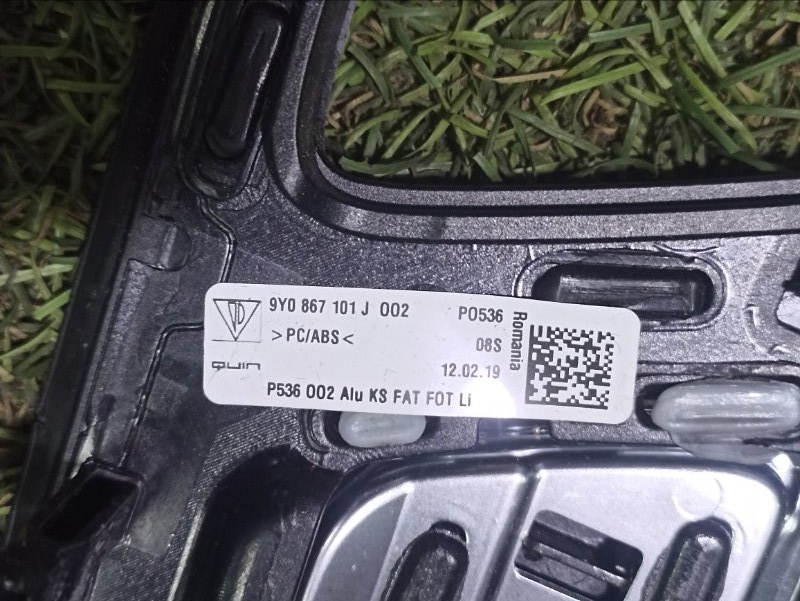 9Y0 867 101 J 002 P0536
>PC/ABS< 08S
QUIN 12.02.19
P536 002 Alu KS FAT FOT Li
Romania